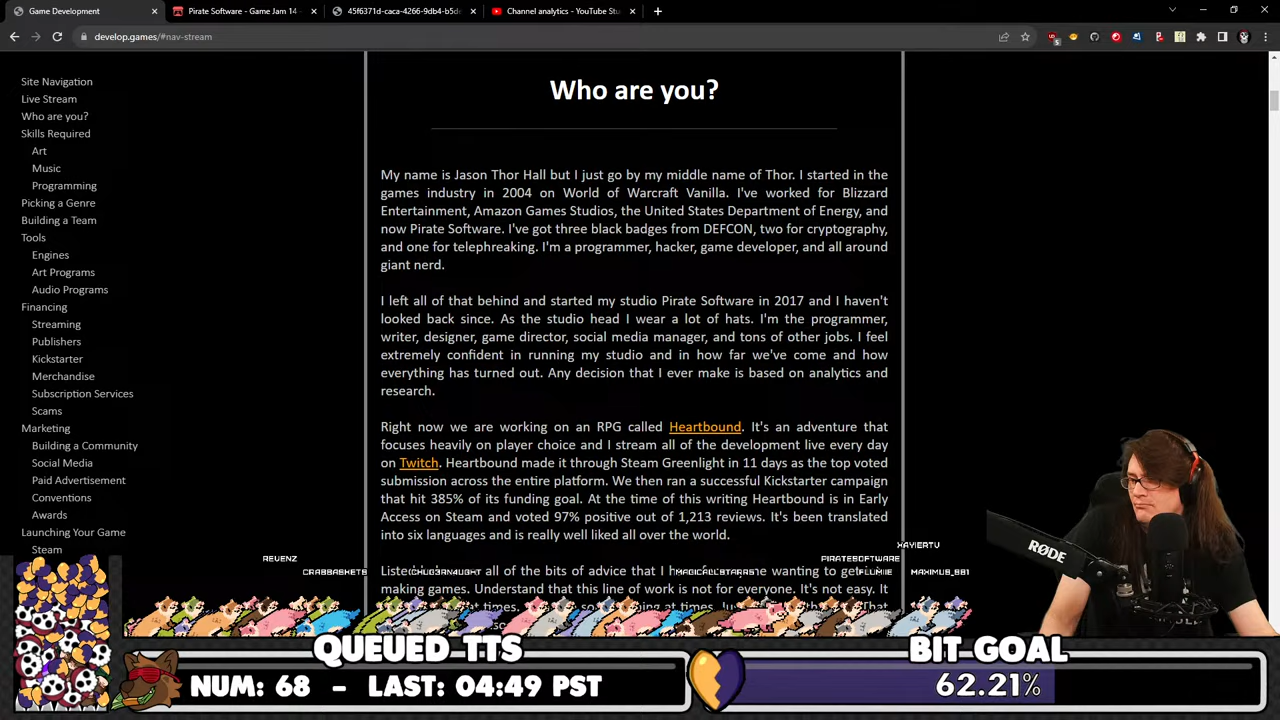 Game Development
Pirate Software - Game Jam 14 -
45f6371d-caca-4266-9db4-b5de
Channel analytics - YouTube Stu
develop.games/#nav-stream
Site Navigation
Live Stream
Who are you?
Skills Required
Art
Music
Programming
Picking a Genre
Building a Team
Tools
Engines
Art Programs
Audio Programs
Financing
Streaming
Publishers
Kickstarter
Merchandise
Subscription Services
Scams
Marketing
Building a Community
Social Media
Paid Advertisement
Conventions
Awards
Launching Your Game
Steam
Who are you?
My name is Jason Thor Hall but I just go by my middle name of Thor. I started in the
games industry in 2004 on World of Warcraft Vanilla. I've worked for Blizzard
Entertainment, Amazon Games Studios, the United States Department of Energy, and
now Pirate Software. I've got three black badges from DEFCON, two for cryptography,
and one for telephreaking. I'm a programmer, hacker, game developer, and all around
giant nerd.
I left all of that behind and started my studio Pirate Software in 2017 and I haven't
looked back since. As the studio head I wear a lot of hats. I'm the programmer,
writer, designer, game director, social media manager, and tons of other jobs. I feel
extremely confident in running my studio and in how far we've come and how
everything has turned out. Any decision that I ever make is based on analytics and
research.
Right now we are working on an RPG called Heartbound. It's an adventure that
focuses heavily on player choice and I stream all of the development live every day
on Twitch. Heartbound made it through Steam Greenlight in 11 days as the top voted
submission across the entire platform. We then ran a successful Kickstarter campaign
that hit 385% of its funding goal. At the time of this writing Heartbound is in Early
Access on Steam and voted 97% positive out of 1,213 reviews. It's been translated
into six languages and is really well liked all over the world.
XAYIERTV
REVENZ
PIRATESOFTWARE
all of the bits of advice that I
wanting to
making games. Understand that this line of work is not for everyone. It's not easy. It
at times.
at times.
RØDE
QUEUED TTS
NUM: 68 - LAST: 04:49 PST
BIT GOAL
62.21%